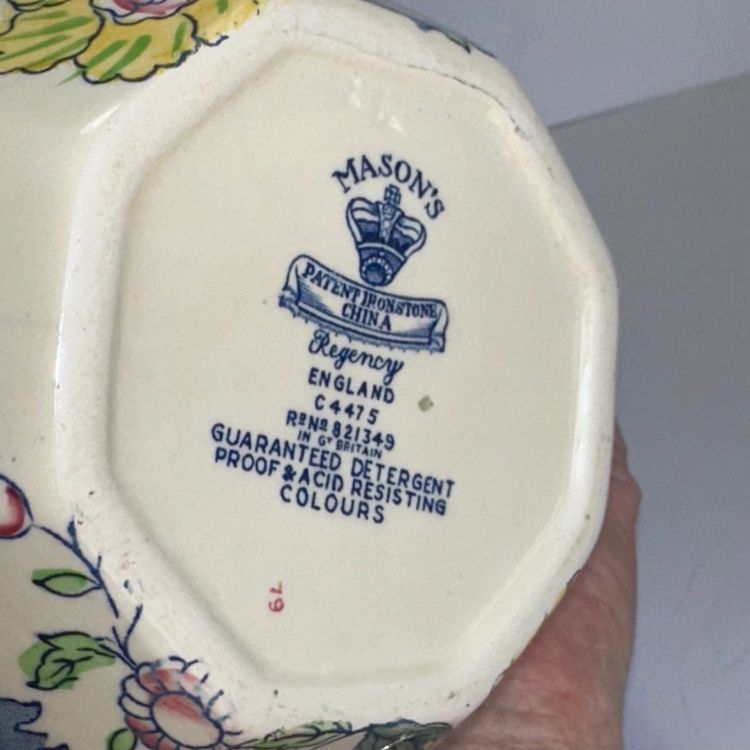 MASON'S
PATENT IRONSTONE
CHINA
Regency
ENGLAND
C4475
Rᴰ Nº 821349
IN Gᵀ BRITAIN
GUARANTEED DETERGENT
PROOF & ACID RESISTING
COLOURS
19